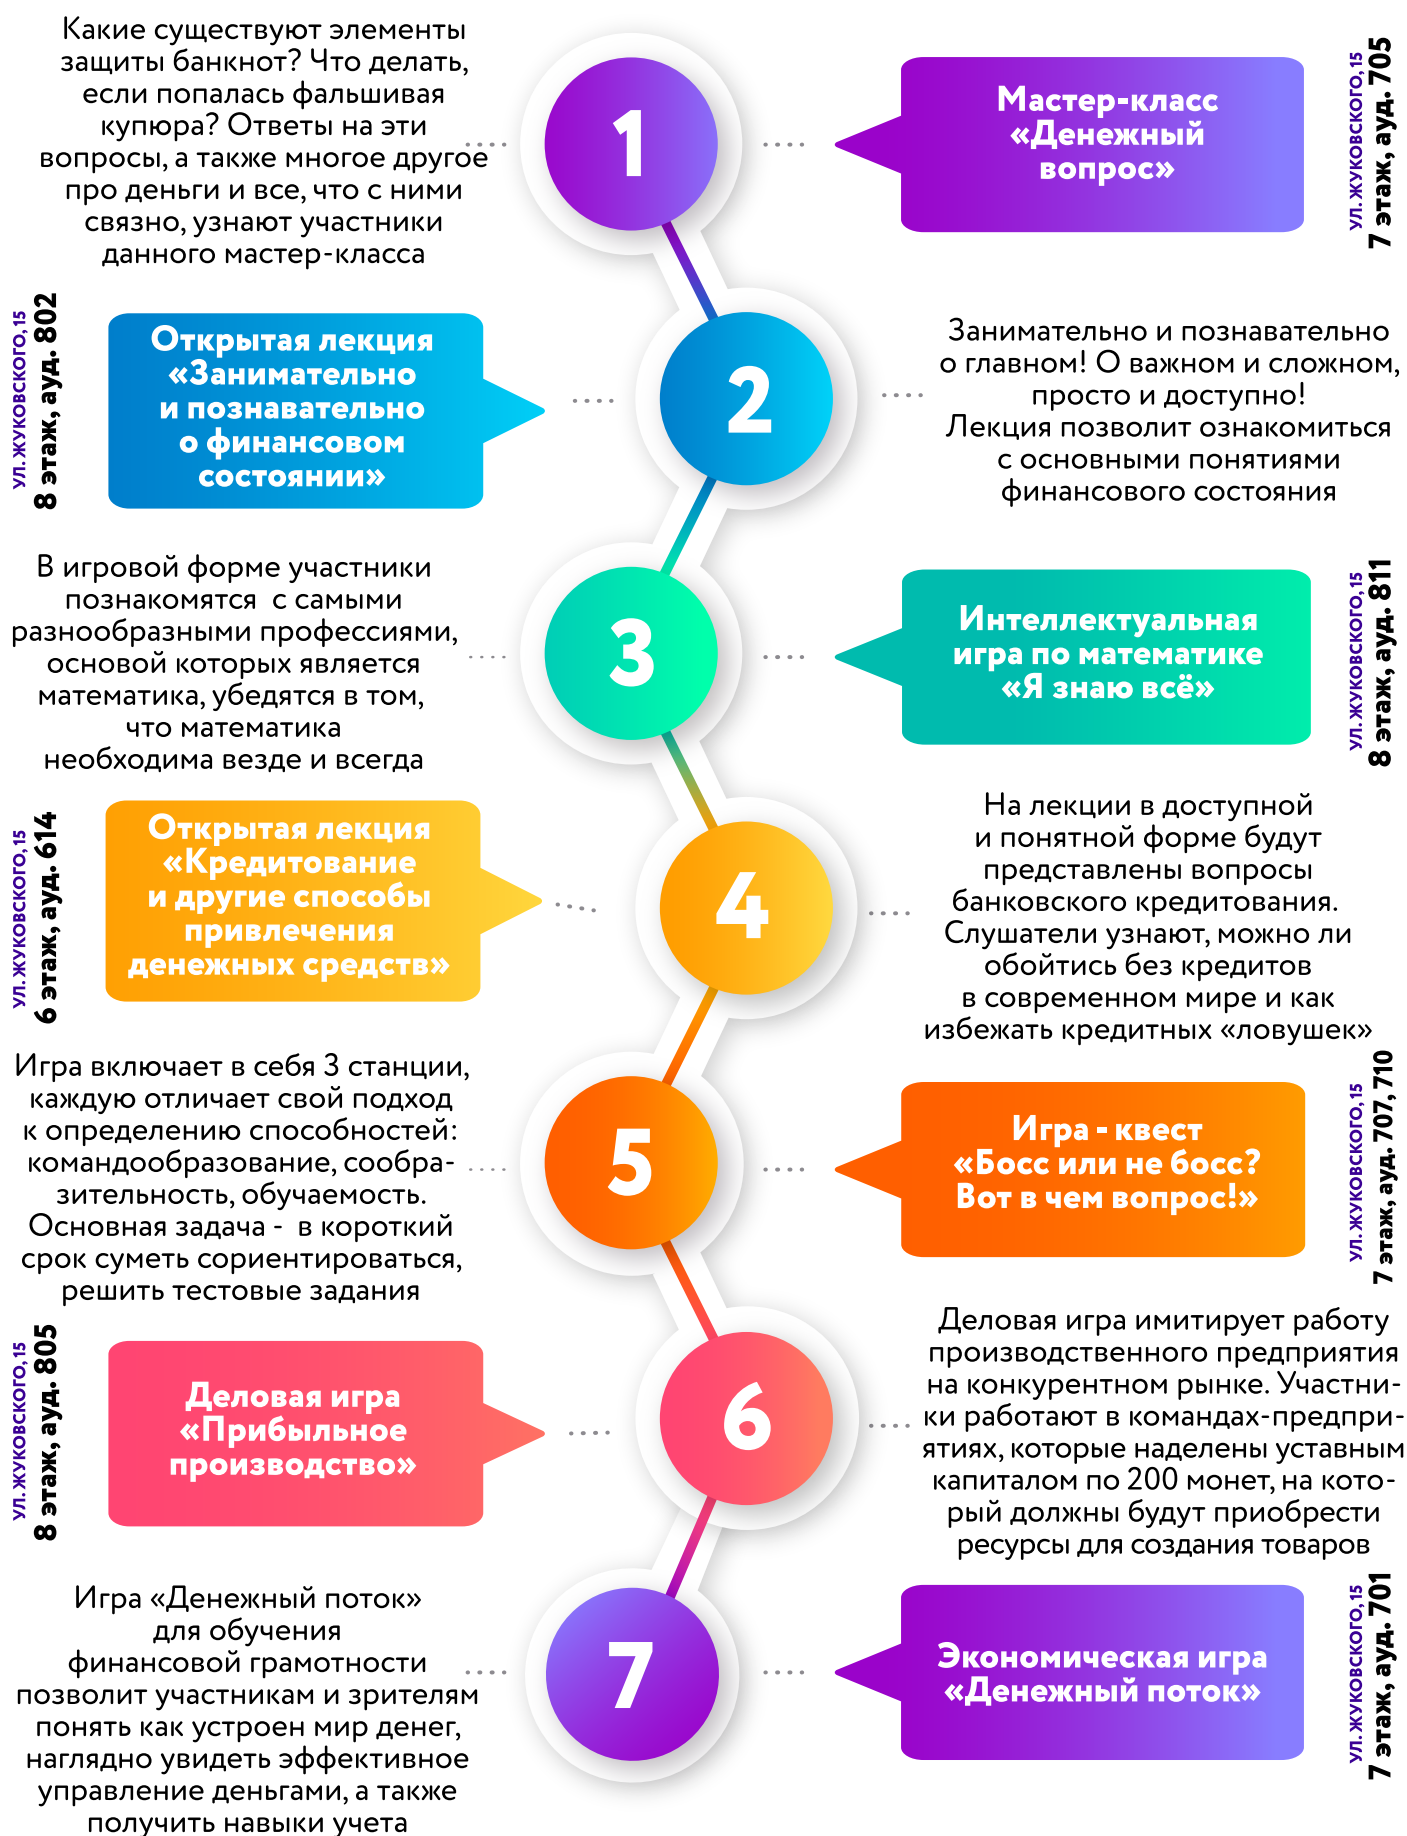 Какие существуют элементы
защиты банкнот? Что делать,
если попалась фальшивая
купюра? Ответы на эти
вопросы, а также многое другое
про деньги и все, что с ними
связно, узнают участники
данного мастер-класса
1
Мастер-класс
«Денежный
вопрос»
УЛ. ЖУКОВСКОГО, 15
7 этаж, ауд. 705
УЛ. ЖУКОВСКОГО, 15
8 этаж, ауд. 802
Открытая лекция
«Занимательно
и познавательно
о финансовом
состоянии»
2
Занимательно и познавательно
о главном! О важном и сложном,
просто и доступно!
Лекция позволит ознакомиться
с основными понятиями
финансового состояния
В игровой форме участники
познакомятся  с самыми
разнообразными профессиями,
основой которых является
математика, убедятся в том,
что математика
необходима везде и всегда
3
Интеллектуальная
игра по математике
«Я знаю всё»
УЛ. ЖУКОВСКОГО, 15
8 этаж, ауд. 811
УЛ. ЖУКОВСКОГО, 15
6 этаж, ауд. 614
Открытая лекция
«Кредитование
и другие способы
привлечения
денежных средств»
4
На лекции в доступной
и понятной форме будут
представлены вопросы
банковского кредитования.
Слушатели узнают, можно ли
обойтись без кредитов
в современном мире и как
избежать кредитных «ловушек»
Игра включает в себя 3 станции,
каждую отличает свой подход
к определению способностей:
командообразование, сообра-
зительность, обучаемость.
Основная задача -  в короткий
срок суметь сориентироваться,
решить тестовые задания
5
Игра - квест
«Босс или не босс?
Вот в чем вопрос!»
УЛ. ЖУКОВСКОГО, 15
7 этаж, ауд. 707, 710
УЛ. ЖУКОВСКОГО, 15
8 этаж, ауд. 805
Деловая игра
«Прибыльное
производство»
6
Деловая игра имитирует работу
производственного предприятия
на конкурентном рынке. Участни-
ки работают в командах-предпри-
ятиях, которые наделены уставным
капиталом по 200 монет, на кото-
рый должны будут приобрести
ресурсы для создания товаров
Игра «Денежный поток»
для обучения
финансовой грамотности
позволит участникам и зрителям
понять как устроен мир денег,
наглядно увидеть эффективное
управление деньгами, а также
получить навыки учета
7
Экономическая игра
«Денежный поток»
УЛ. ЖУКОВСКОГО, 15
7 этаж, ауд. 701